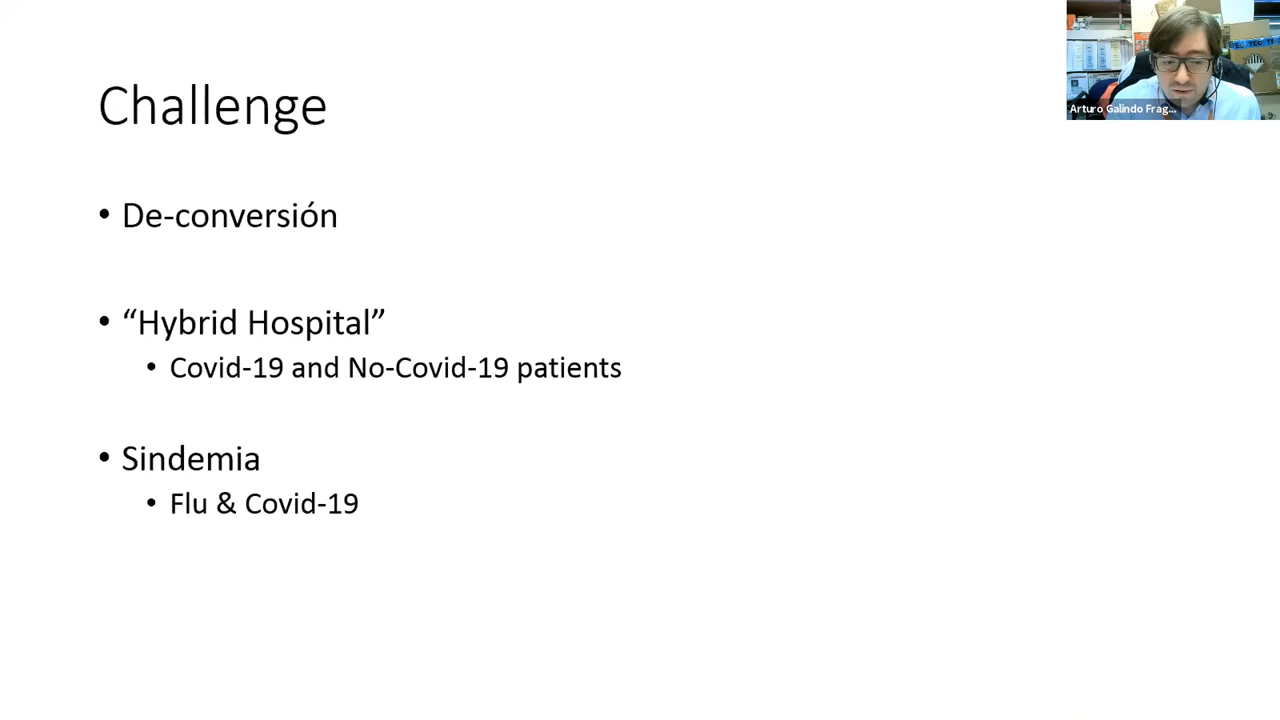 Challenge
• De-conversión
• “Hybrid Hospital”
• Covid-19 and No-Covid-19 patients
• Sindemia
• Flu & Covid-19
Arturo Galindo Frag...